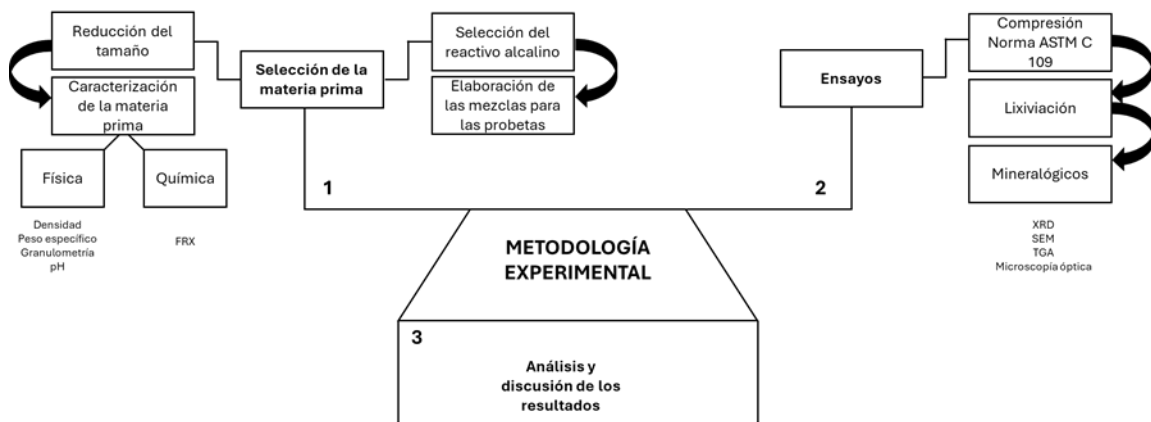 Reducción del
tamaño
Caracterización
de la materia
prima
Física
Química
Densidad
Peso específico
Granulometría
pH
FRX
Selección de la
materia prima
Selección del
reactivo alcalino
Elaboración de
las mezclas para
las probetas
1
Ensayos
Compresión
Norma ASTM C
109
Lixiviación
Mineralógicos
XRD
SEM
TGA
Microscopía óptica
2
METODOLOGÍA
EXPERIMENTAL
3
Análisis y
discusión de los
resultados